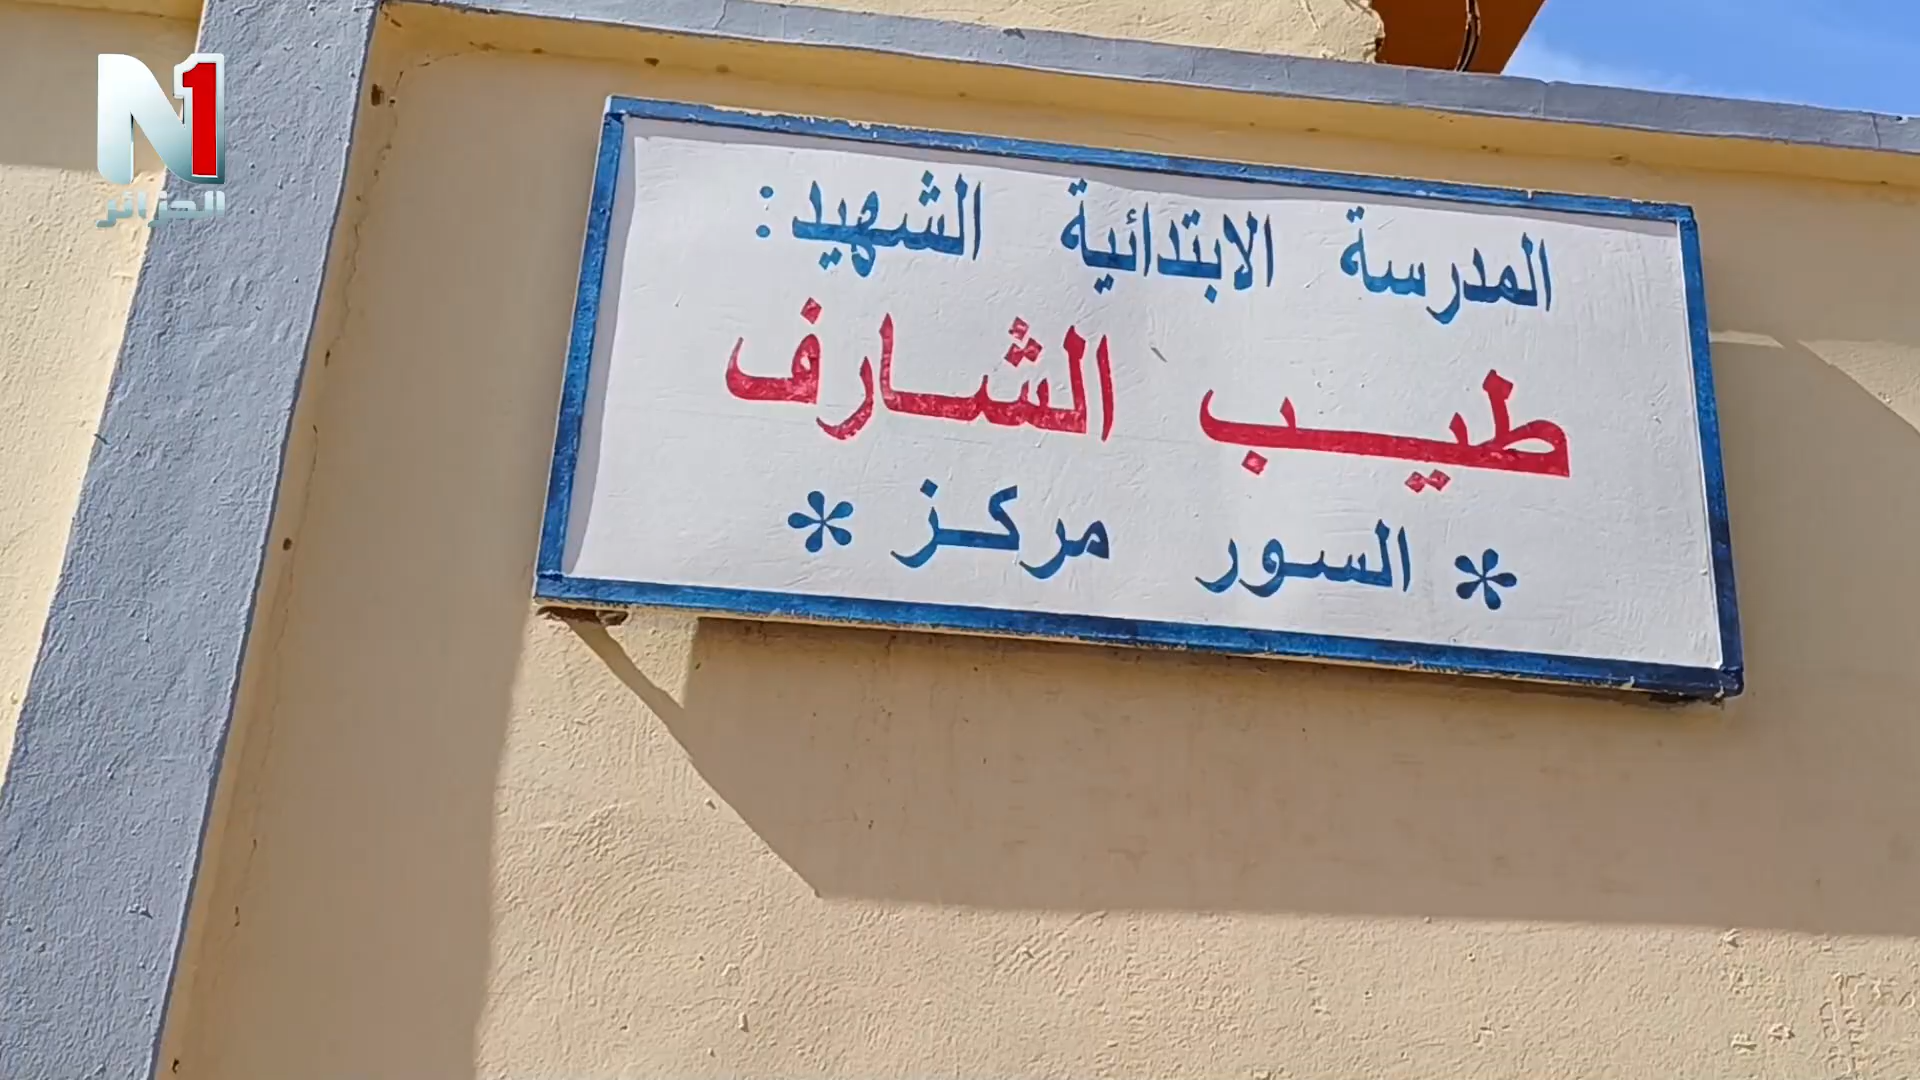 N1
الجزائر
المدرسة الابتدائية الشهيد:
طيب الشارف
* السور مركز *